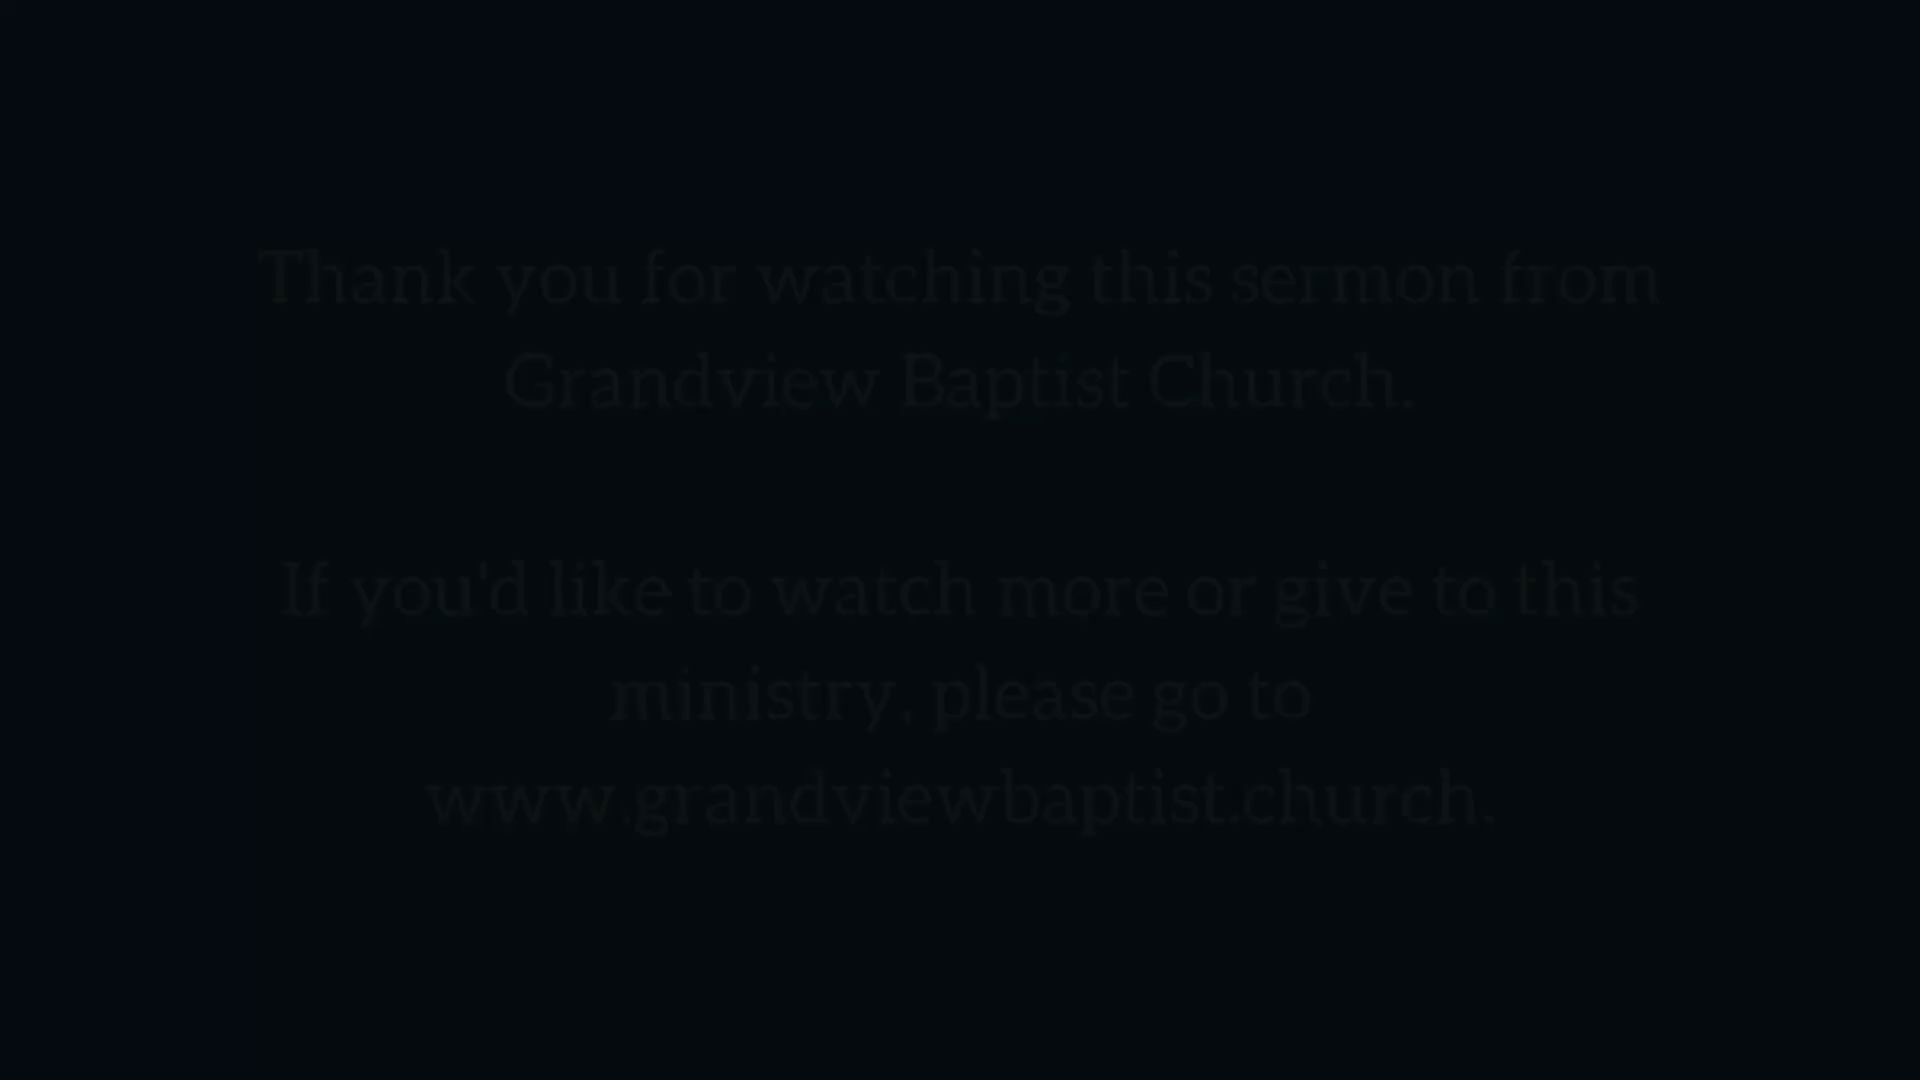 Thank you for watching this sermon from
Grandview Baptist Church.
If you'd like to watch more or give to this
ministry, please go to
www.grandviewbaptist.church.